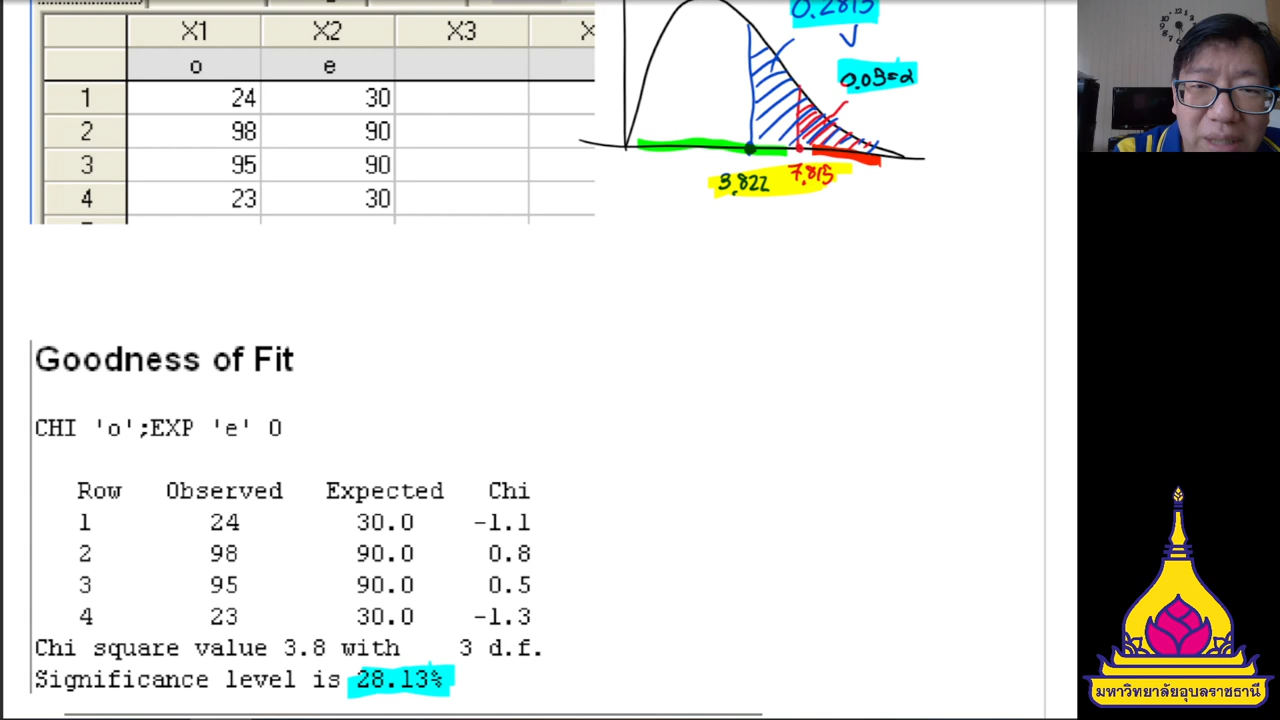 X1 X2 X3 X
o e
1 24 30
2 98 90
3 95 90
4 23 30
0.2813
0.05=α
3.822 7.815
Goodness of Fit
CHI 'o';EXP 'e' 0
Row Observed Expected Chi
1 24 30.0 -1.1
2 98 90.0 0.8
3 95 90.0 0.5
4 23 30.0 -1.3
Chi square value 3.8 with 3 d.f.
Significance level is 28.13%
มหาวิทยาลัยอุบลราชธานี